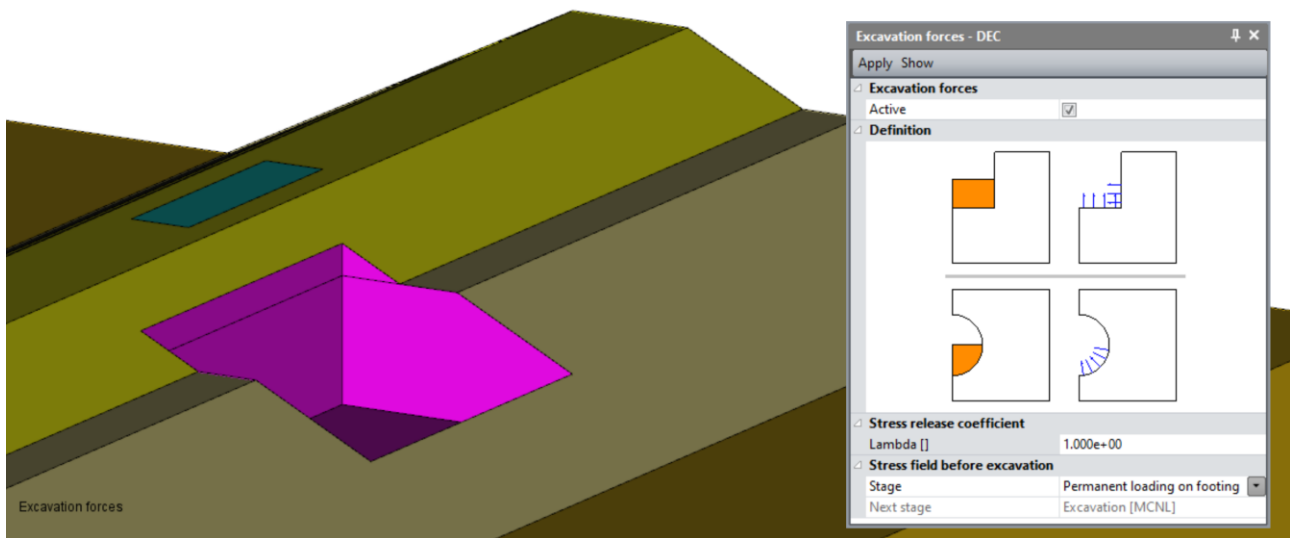 Excavation forces - DEC
Apply Show
Excavation forces
Active
Definition
Stress release coefficient
Lambda [] 1.000e+00
Stress field before excavation
Stage Permanent loading on footing
Next stage Excavation [MCNL]
Excavation forces